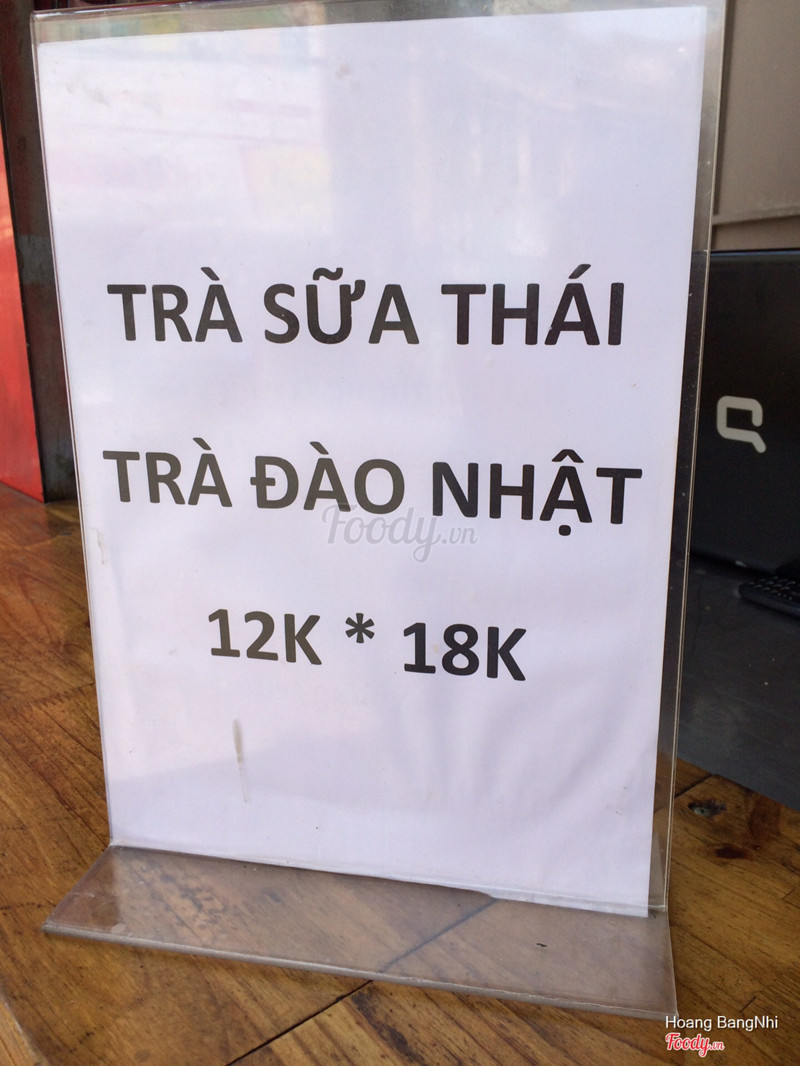 TRÀ SỮA THÁI
TRÀ ĐÀO NHẬT
Foody.vn
12K * 18K
Hoang BangNhi
Foody.vn